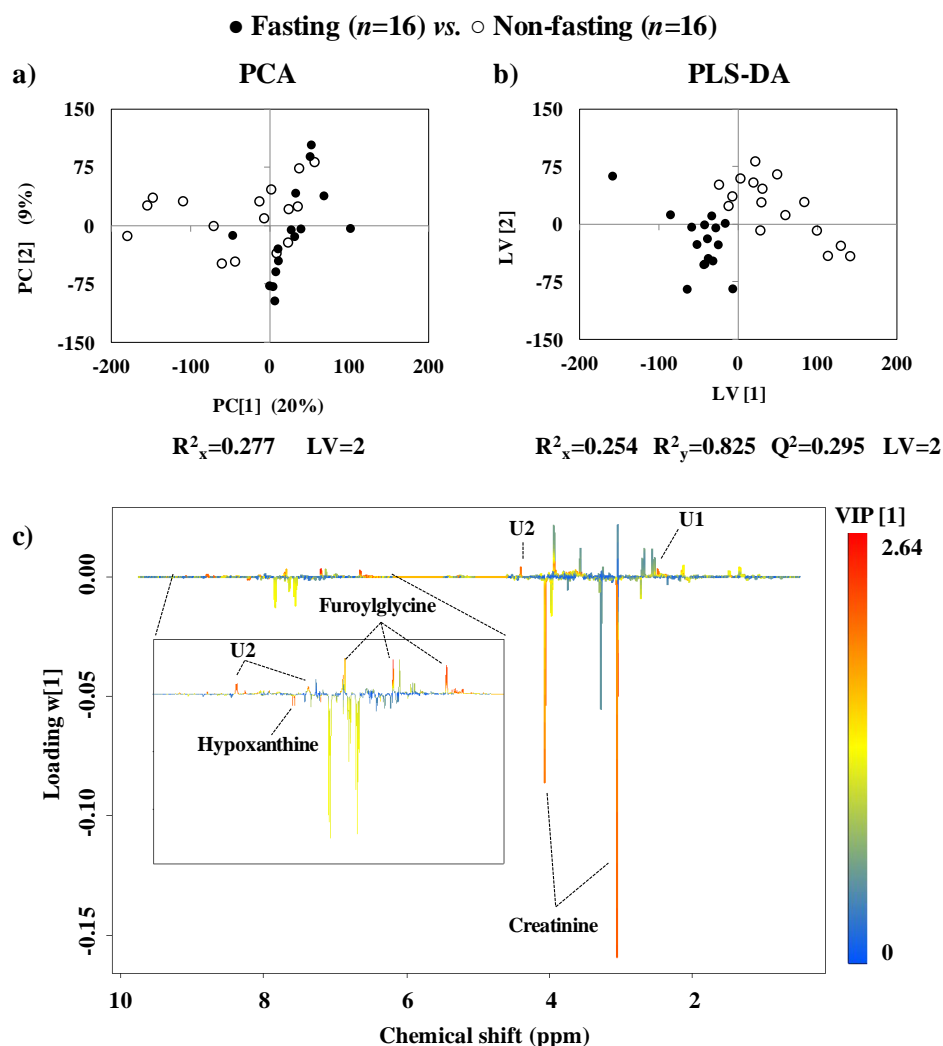 ● Fasting (n=16) vs. ○ Non-fasting (n=16)
a) PCA
b) PLS-DA
150
75
0
-75
-150
-200 -100 0 100 200
PC [2] (9%)
PC[1] (20%)
R²x=0.277 LV=2
150
75
0
-75
-150
-200 -100 0 100 200
LV [2]
LV [1]
R²x=0.254 R²y=0.825 Q²=0.295 LV=2
c)
VIP [1]
2.64
0
U2
U1
Furoylglycine
U2
Hypoxanthine
Creatinine
0.00
-0.05
-0.10
-0.15
Loading w[1]
10 8 6 4 2
Chemical shift (ppm)